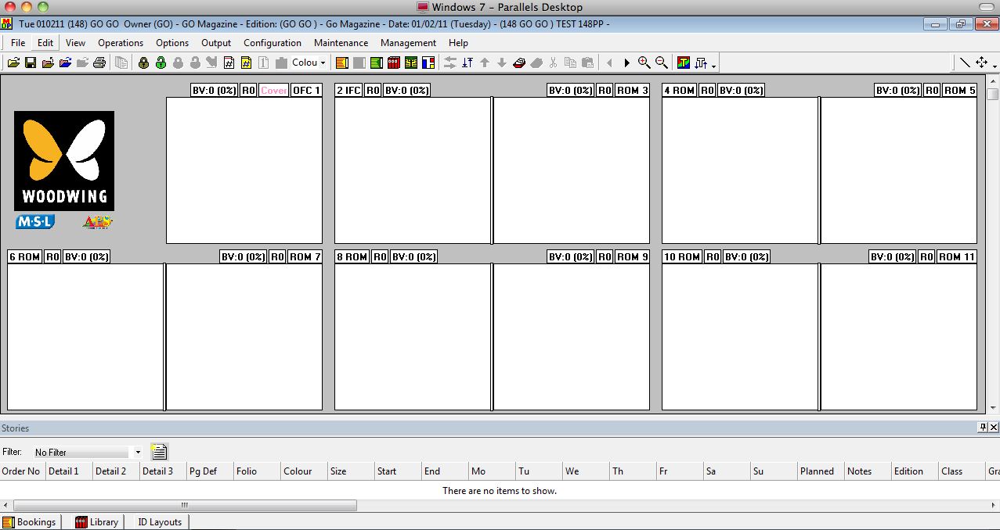 Windows 7 - Parallels Desktop
Tue 010211 (148) GO GO Owner (GO) - GO Magazine - Edition: (GO GO ) - Go Magazine - Date: 01/02/11 (Tuesday) - (148 GO GO ) TEST 148PP -
File Edit View Operations Options Output Configuration Maintenance Management Help
Colou
BV:0 (0%) R0 Cover OFC 1 2 IFC R0 BV:0 (0%) BV:0 (0%) R0 ROM 3 4 ROM R0 BV:0 (0%) BV:0 (0%) R0 ROM 5
WOODWING
M·S·L APS
6 ROM R0 BV:0 (0%) BV:0 (0%) R0 ROM 7 8 ROM R0 BV:0 (0%) BV:0 (0%) R0 ROM 9 10 ROM R0 BV:0 (0%) BV:0 (0%) R0 ROM 11
Stories
Filter: No Filter
Order No Detail 1 Detail 2 Detail 3 Pg Def Folio Colour Size Start End Mo Tu We Th Fr Sa Su Planned Notes Edition Class Gra
There are no items to show.
Bookings Library ID Layouts